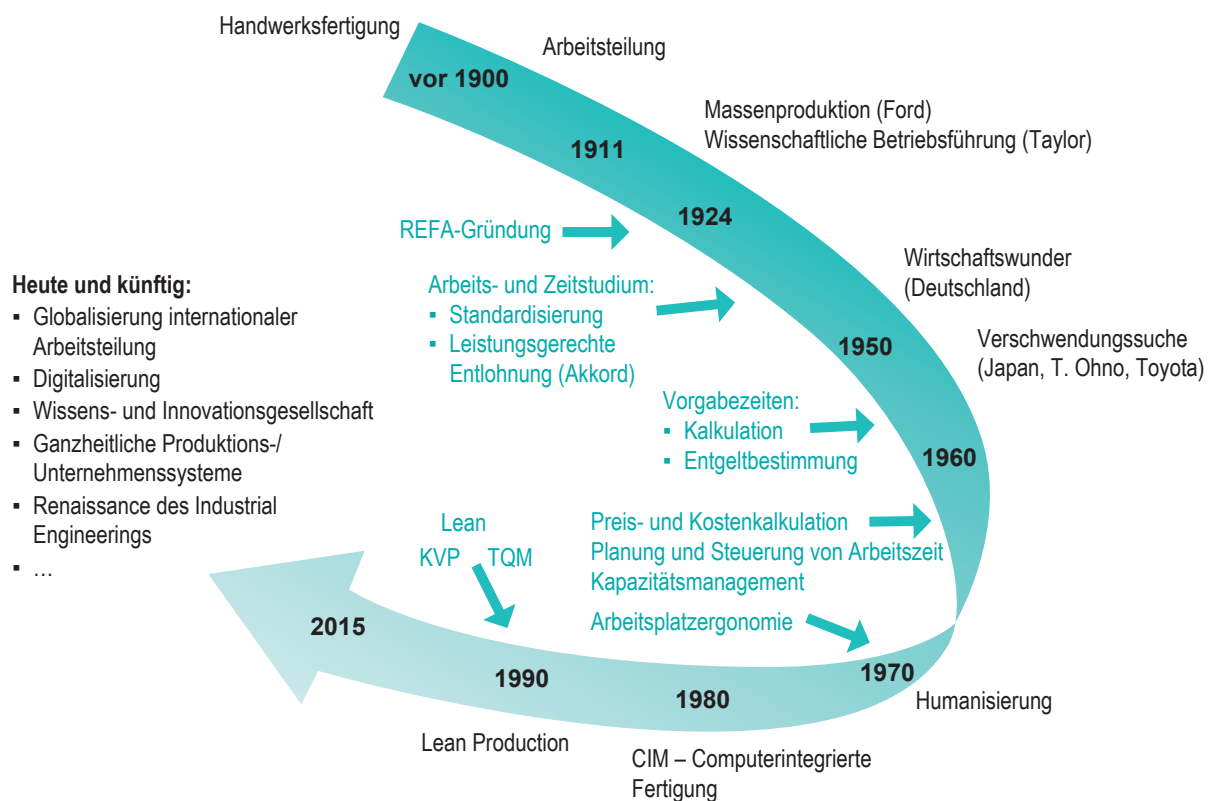 Handwerksfertigung
Arbeitsteilung
vor 1900
Massenproduktion (Ford)
Wissenschaftliche Betriebsführung (Taylor)
1911
1924
REFA-Gründung
Wirtschaftswunder
(Deutschland)
Arbeits- und Zeitstudium:
▪ Standardisierung
▪ Leistungsgerechte
Entlohnung (Akkord)
1950
Verschwendungssuche
(Japan, T. Ohno, Toyota)
Vorgabezeiten:
▪ Kalkulation
▪ Entgeltbestimmung
1960
Preis- und Kostenkalkulation
Planung und Steuerung von Arbeitszeit
Kapazitätsmanagement
Arbeitsplatzergonomie
1970
Humanisierung
1980
CIM – Computerintegrierte
Fertigung
Lean
KVP TQM
1990
Lean Production
2015
Heute und künftig:
▪ Globalisierung internationaler
Arbeitsteilung
▪ Digitalisierung
▪ Wissens- und Innovationsgesellschaft
▪ Ganzheitliche Produktions-/
Unternehmenssysteme
▪ Renaissance des Industrial
Engineerings
▪ …